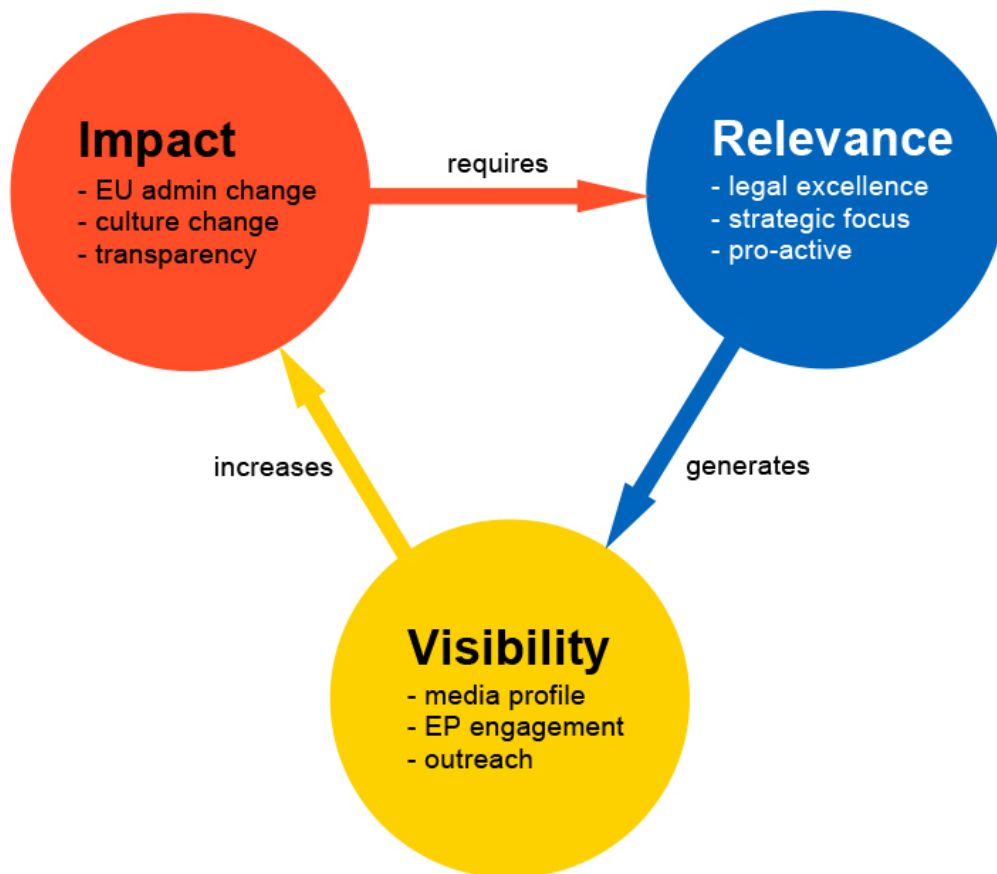 Impact
- EU admin change
- culture change
- transparency
requires
Relevance
- legal excellence
- strategic focus
- pro-active
generates
increases
Visibility
- media profile
- EP engagement
- outreach